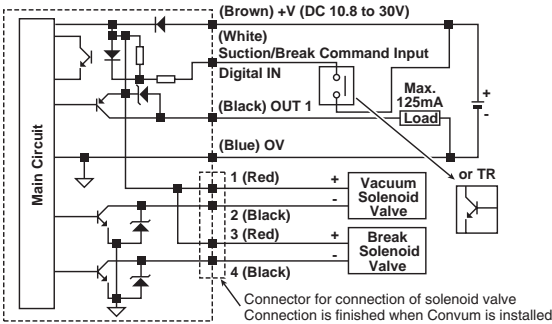 (Brown) +V (DC 10.8 to 30V)
(White)
Suction/Break Command Input
Digital IN
(Black) OUT 1
Max.
125mA
Load
+
-
(Blue) OV
or TR
Main Circuit
1 (Red)
+
-
Vacuum
Solenoid
Valve
2 (Black)
3 (Red)
+
-
Break
Solenoid
Valve
4 (Black)
Connector for connection of solenoid valve
Connection is finished when Convum is installed